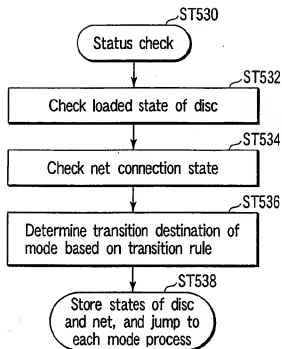 ST530
Status check
ST532
Check loaded state of disc
ST534
Check net connection state
ST536
Determine transition destination of
mode based on transition rule
ST538
Store states of disc
and net, and jump to
each mode process